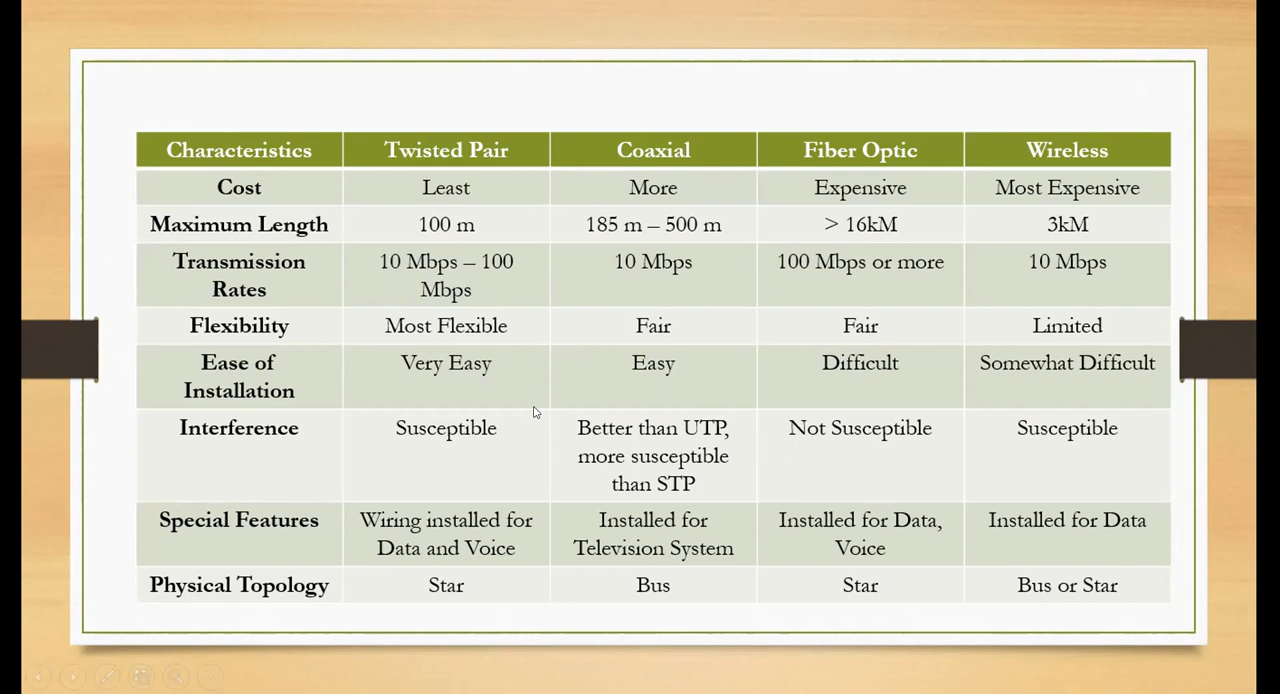 Characteristics Twisted Pair Coaxial Fiber Optic Wireless
Cost Least More Expensive Most Expensive
Maximum Length 100 m 185 m – 500 m > 16kM 3kM
Transmission 10 Mbps – 100 10 Mbps 100 Mbps or more 10 Mbps
Rates Mbps
Flexibility Most Flexible Fair Fair Limited
Ease of Very Easy Easy Difficult Somewhat Difficult
Installation
Interference Susceptible Better than UTP, Not Susceptible Susceptible
more susceptible
than STP
Special Features Wiring installed for Installed for Installed for Data, Installed for Data
Data and Voice Television System Voice
Physical Topology Star Bus Star Bus or Star